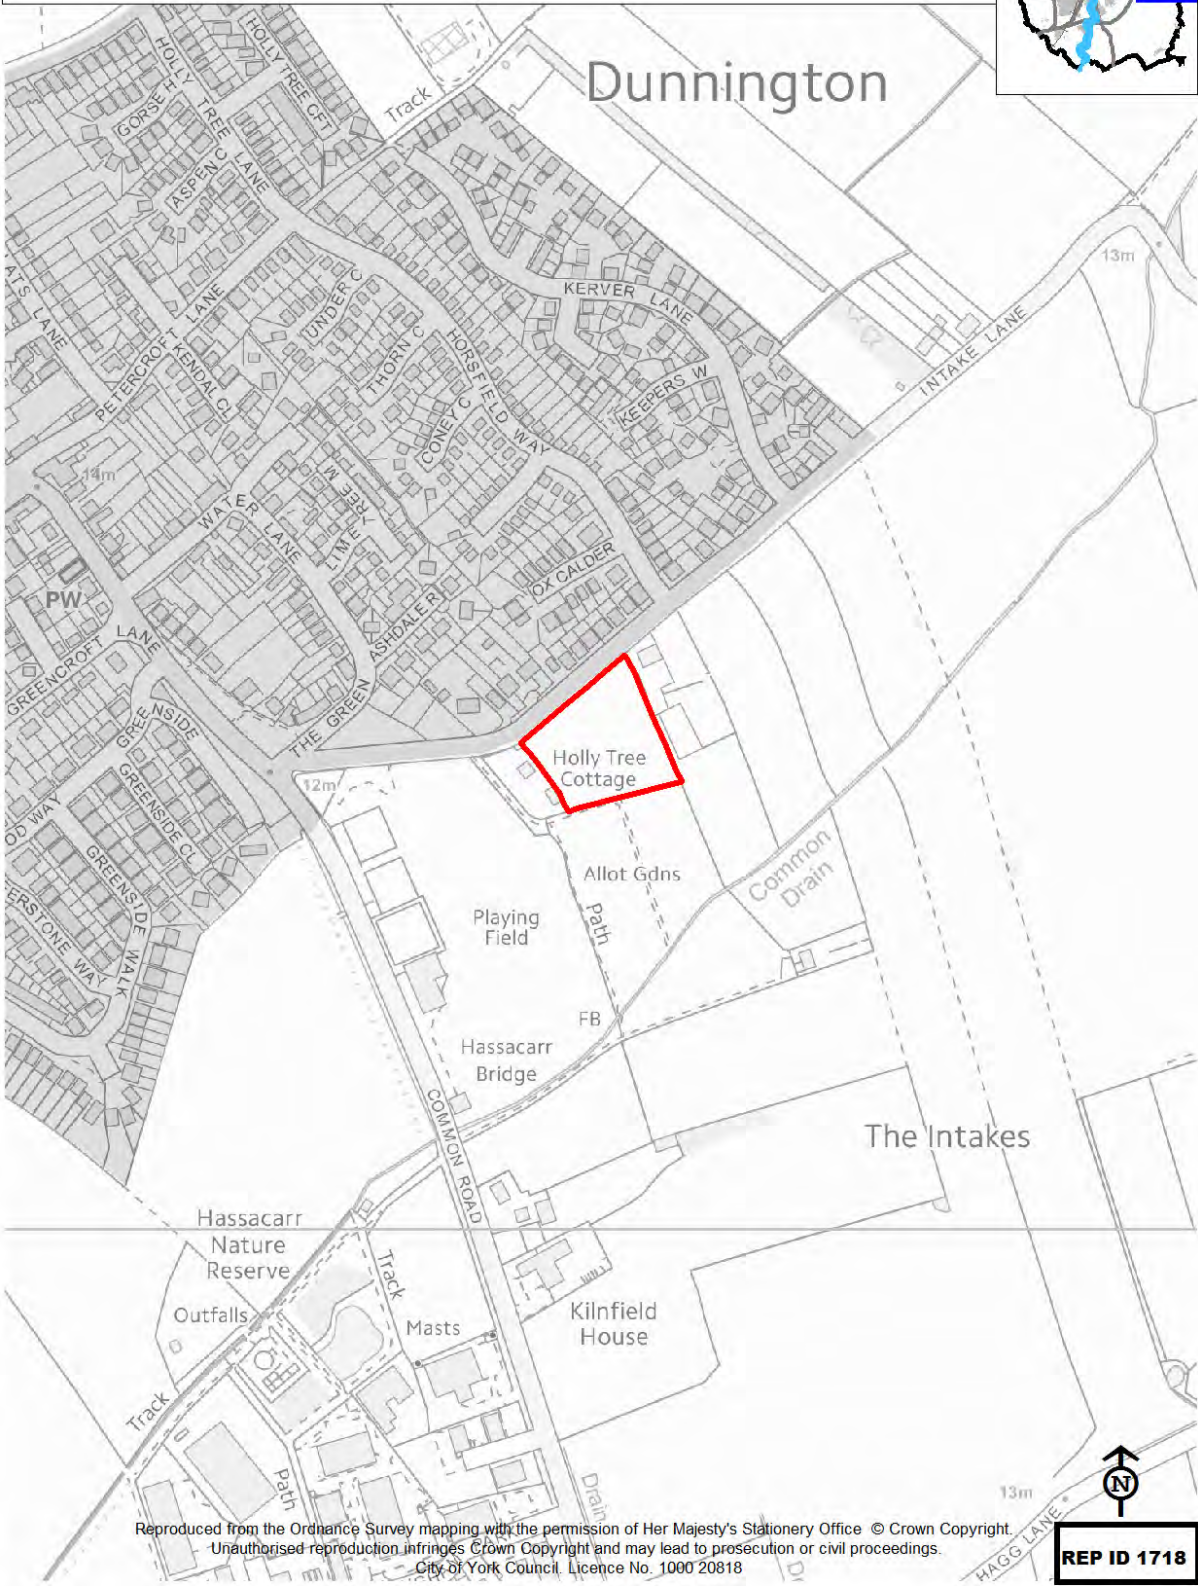 Dunnington
HOLLY TREE LANE
HOLLY TREE CFT
GORSE H
ASPEN C
Track
LATS LANE
PETERCROFT LANE
KENDAL CL
UNDER C
THORN C
CONEY C
HORSFIELD WAY
KERVER LANE
KEEPERS W
INTAKE LANE
13m
14m
WATER LANE
LIME TREE M
OX CALDER
ASHDALE R
THE GREEN
PW
GREENCROFT LANE
GREENSIDE
GREENSIDE CL
GREENSIDE WALK
OD WAY
ERSTONE WAY
12m
Holly Tree
Cottage
Allot Gdns
Path
Common
Drain
Playing
Field
FB
Hassacarr
Bridge
COMMON ROAD
The Intakes
Hassacarr
Nature
Reserve
Outfalls
Track
Masts
Kilnfield
House
Track
Path
Drain
13m
HAGG LANE
N
Reproduced from the Ordnance Survey mapping with the permission of Her Majesty's Stationery Office © Crown Copyright.
Unauthorised reproduction infringes Crown Copyright and may lead to prosecution or civil proceedings.
City of York Council. Licence No. 1000 20818
REP ID 1718